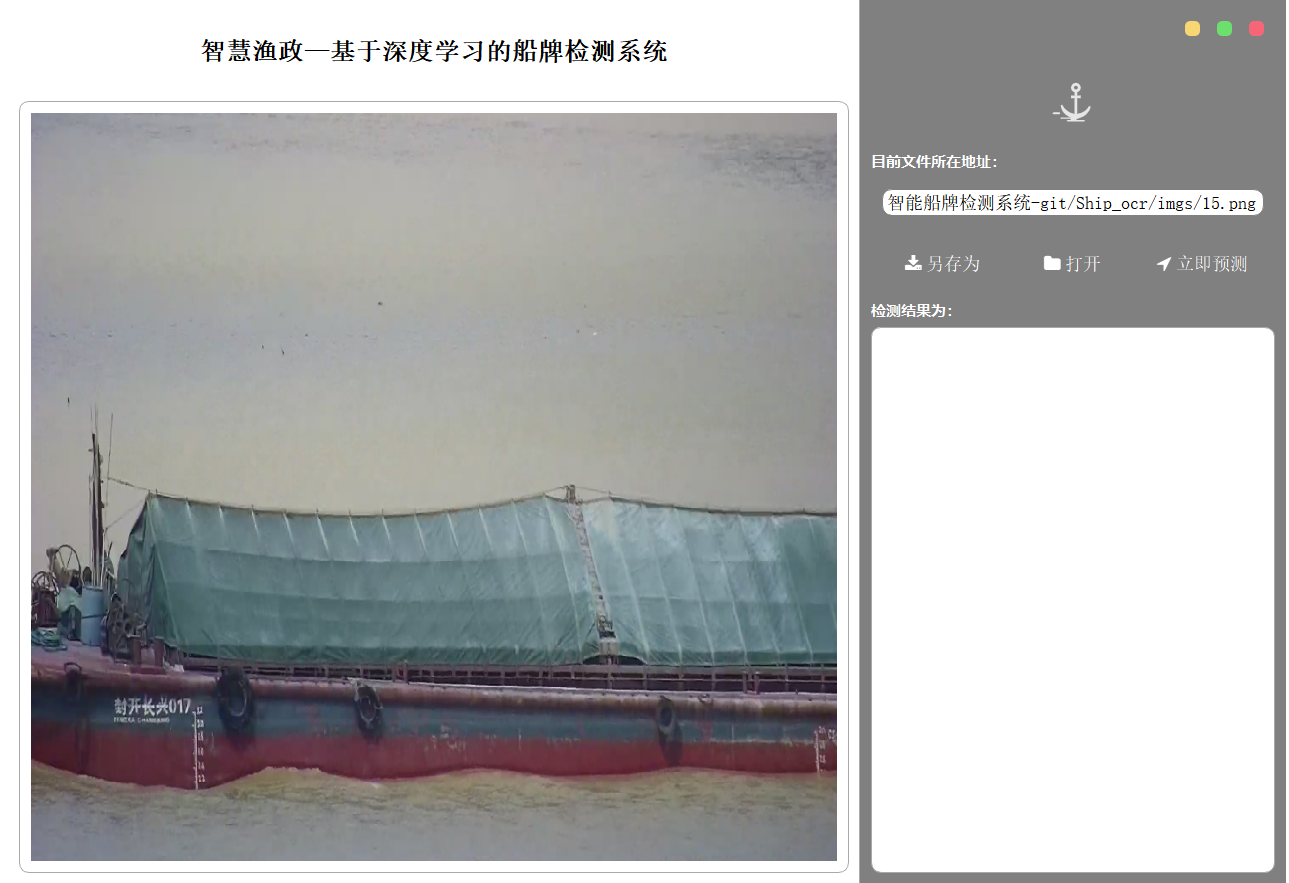 智慧渔政—基于深度学习的船牌检测系统
目前文件所在地址：
智能船牌检测系统-git/Ship_ocr/imgs/15.png
另存为 打开 立即预测
检测结果为：
封开长兴017